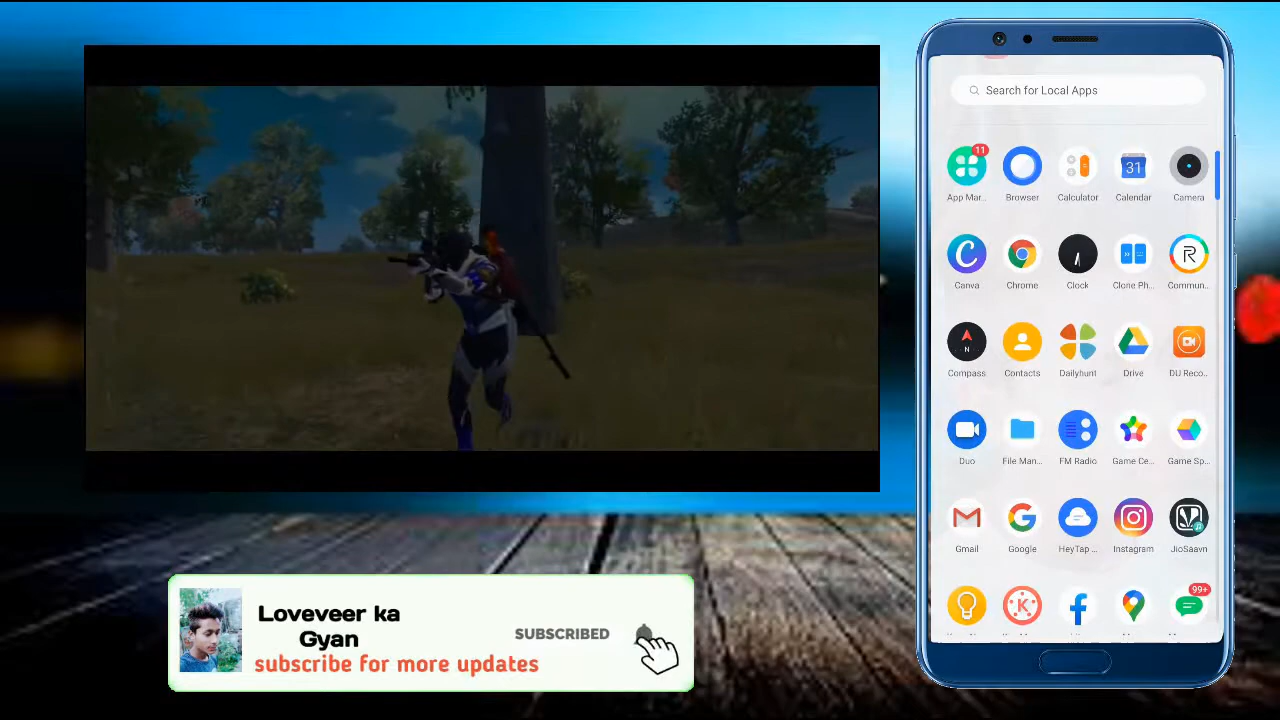 Search for Local Apps
11
31
App Mar...
Browser
Calculator
Calendar
Camera
Canva
Chrome
Clock
Clone Ph...
Commun...
N
Compass
Contacts
Dailyhunt
Drive
DU Reco...
Duo
File Man...
FM Radio
Game Ce...
Game Sp...
Gmail
Google
HeyTap ...
Instagram
JioSaavn
99+
Loveveer ka
Gyan
SUBSCRIBED
subscribe for more updates